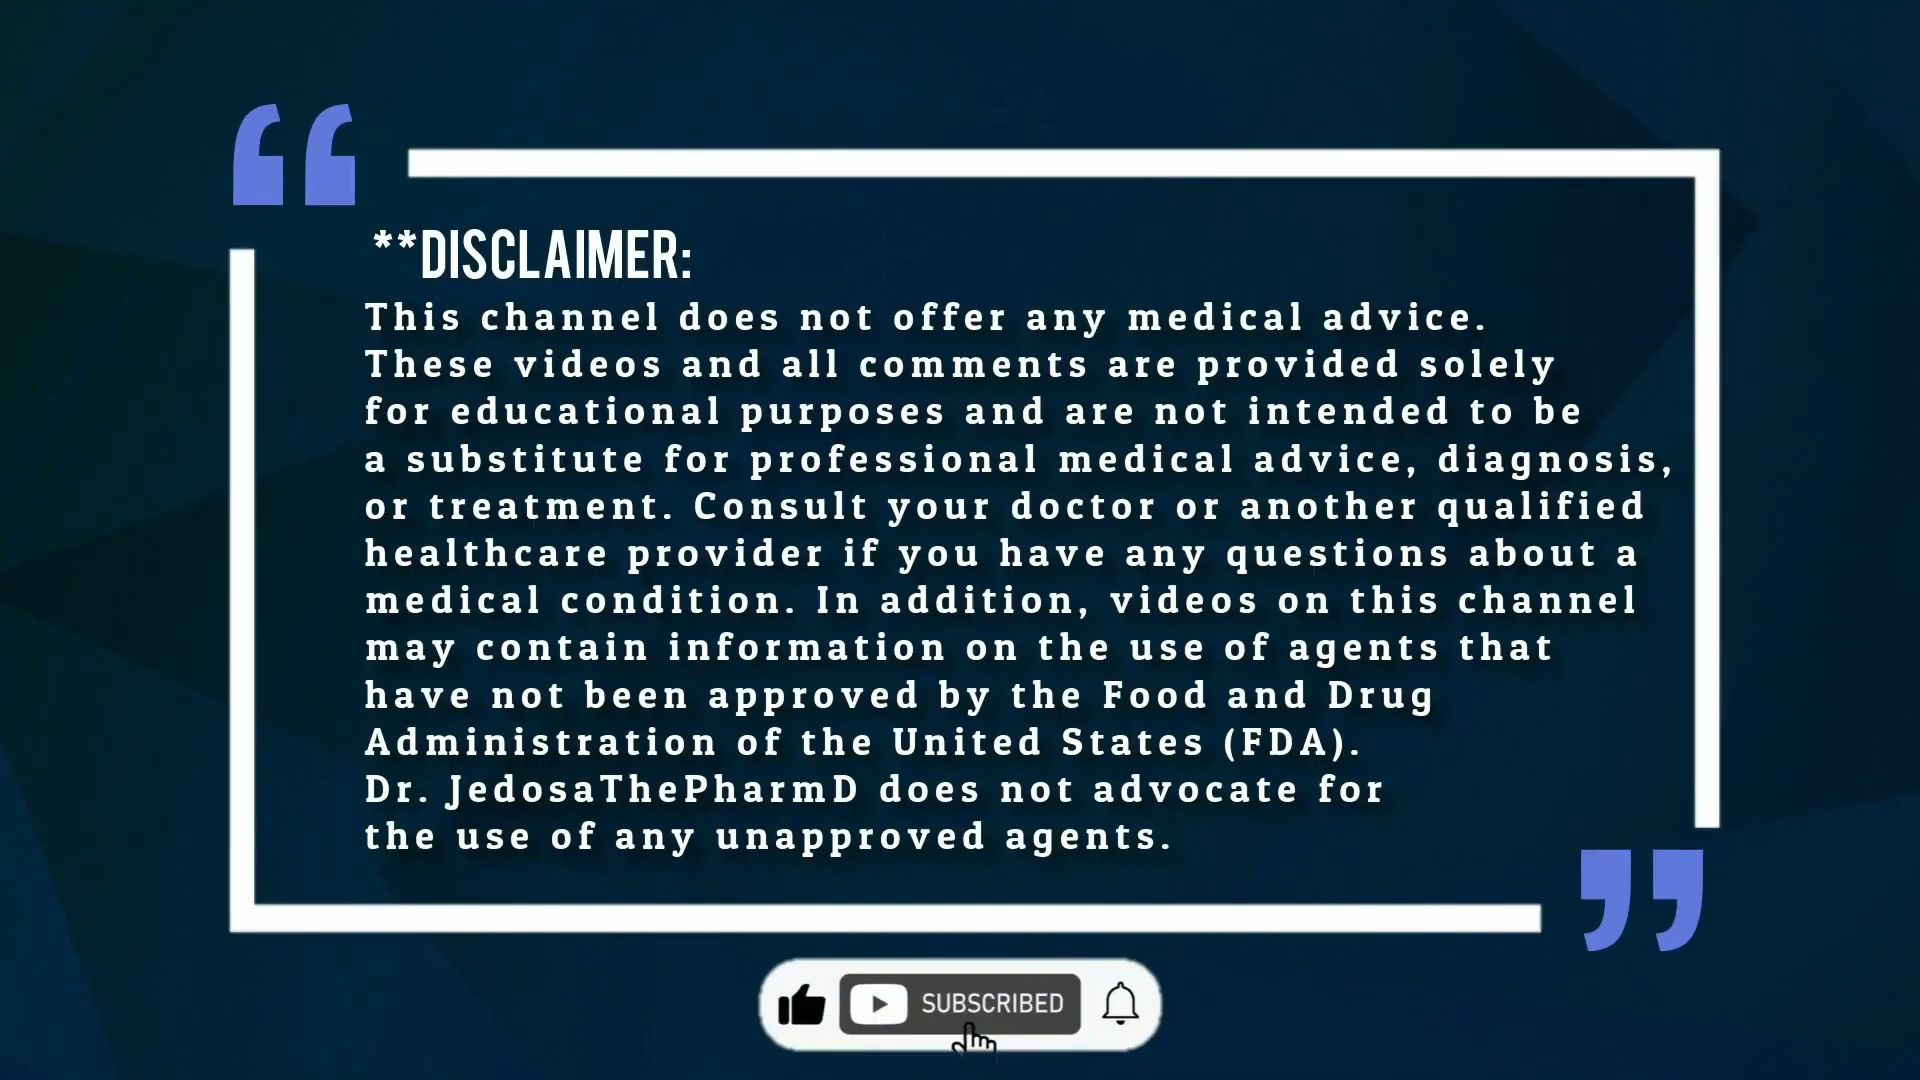 **DISCLAIMER:
This channel does not offer any medical advice.
These videos and all comments are provided solely
for educational purposes and are not intended to be
a substitute for professional medical advice, diagnosis,
or treatment. Consult your doctor or another qualified
healthcare provider if you have any questions about a
medical condition. In addition, videos on this channel
may contain information on the use of agents that
have not been approved by the Food and Drug
Administration of the United States (FDA).
Dr. JedosaThePharmD does not advocate for
the use of any unapproved agents.
SUBSCRIBED